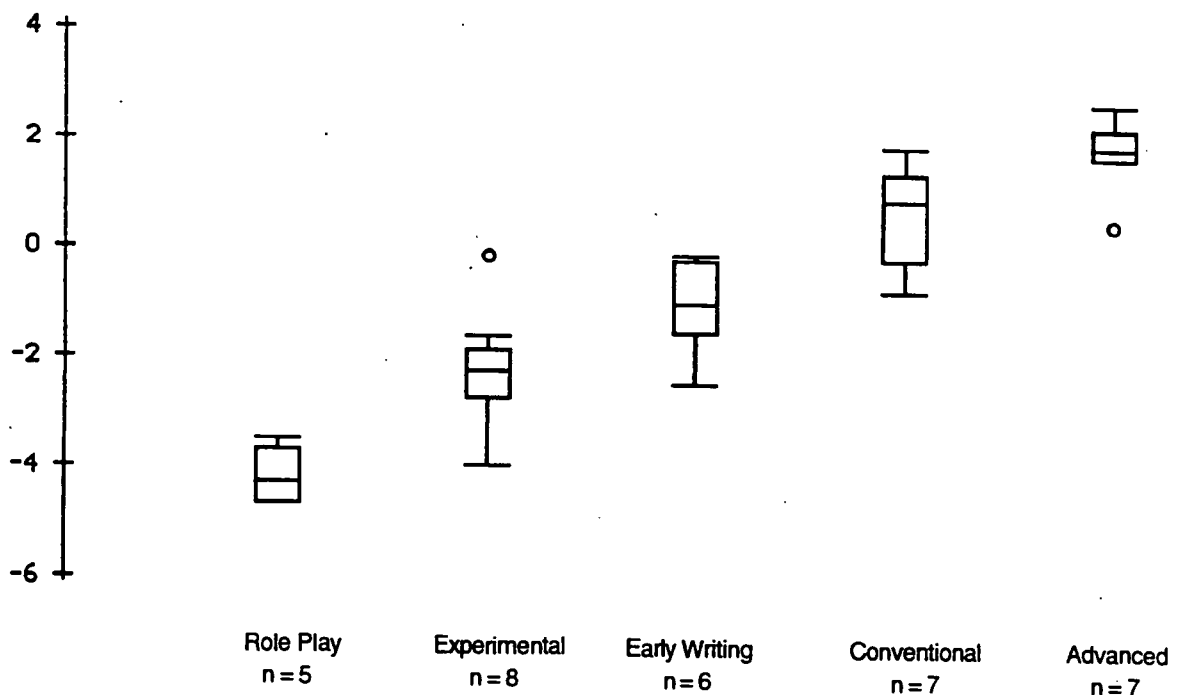 4
2
0
-2
-4
-6
Role Play
n=5
Experimental
n=8
Early Writing
n=6
Conventional
n=7
Advanced
n=7